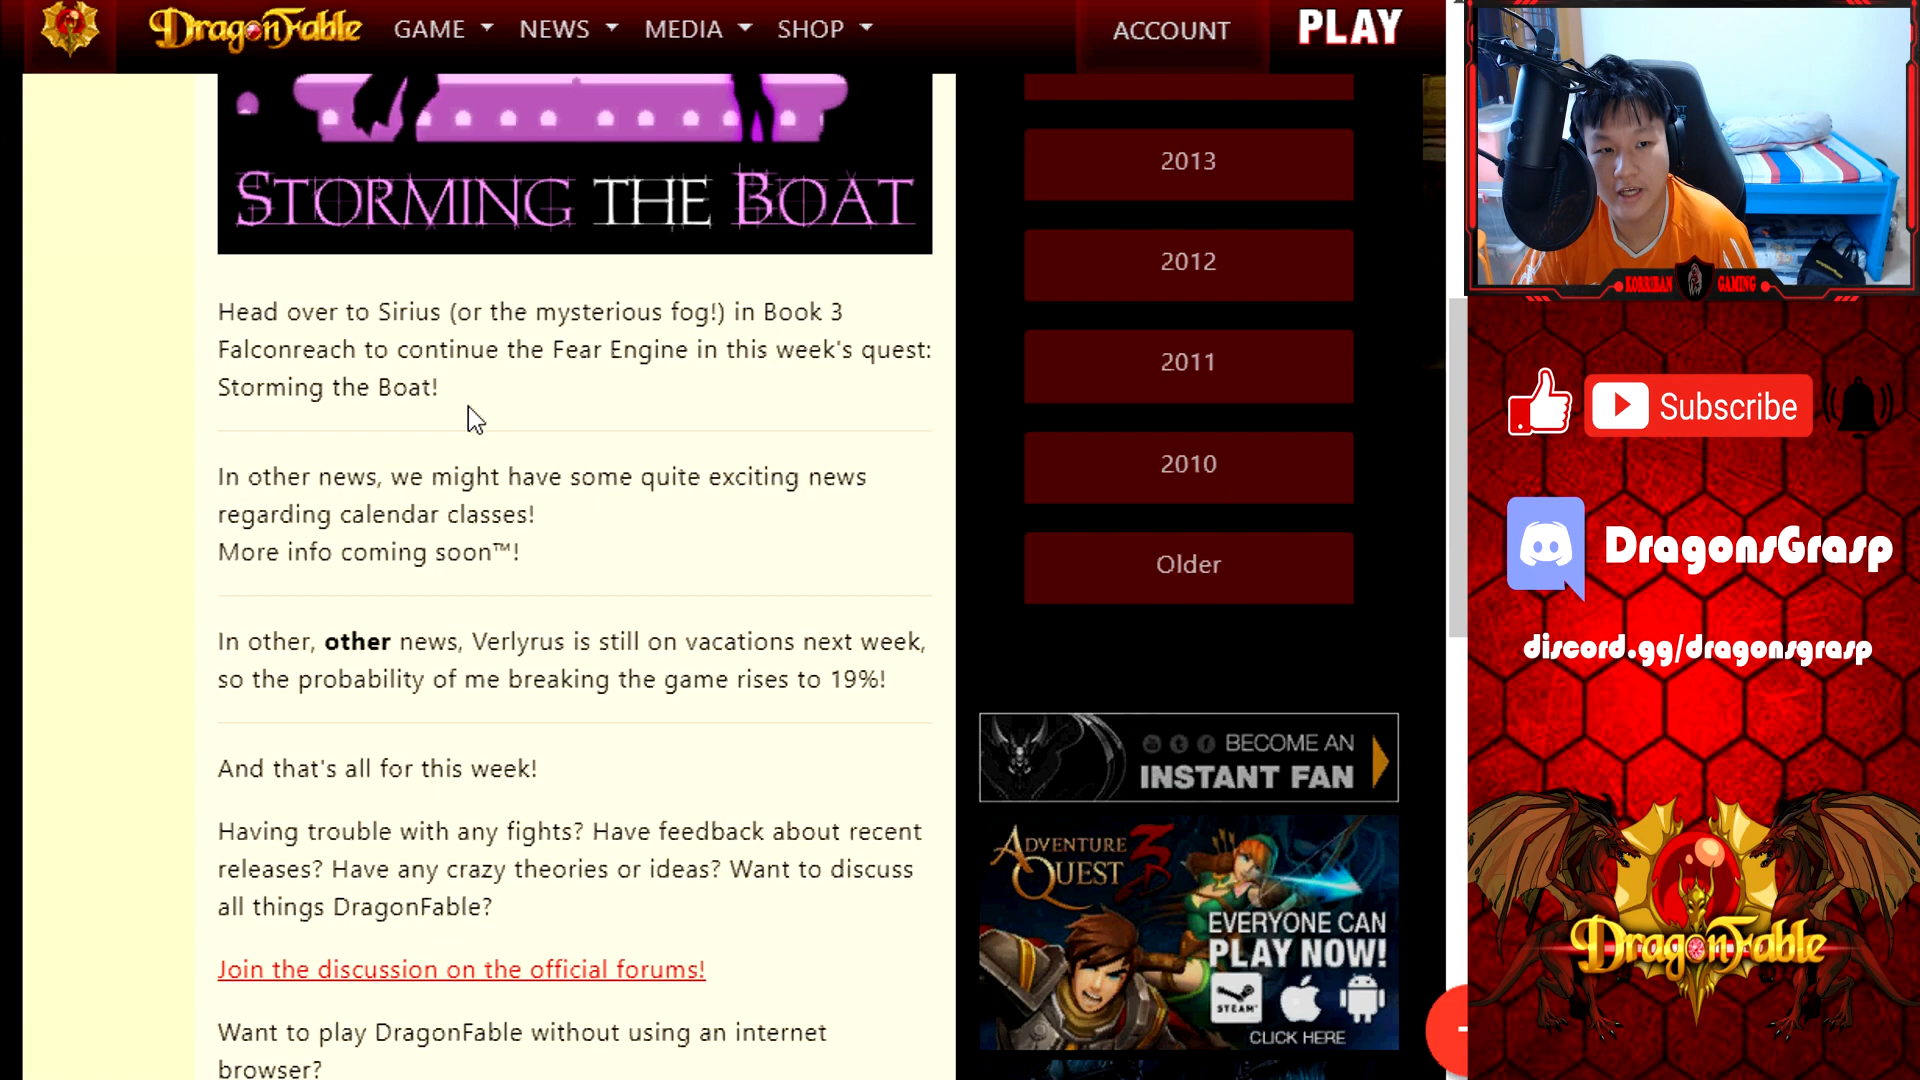 DragonFable
GAME
NEWS
MEDIA
SHOP
ACCOUNT
PLAY
STORMING THE BOAT
Head over to Sirius (or the mysterious fog!) in Book 3
Falconreach to continue the Fear Engine in this week's quest:
Storming the Boat!
In other news, we might have some quite exciting news
regarding calendar classes!
More info coming soon™!
In other, other news, Verlyrus is still on vacations next week,
so the probability of me breaking the game rises to 19%!
And that's all for this week!
Having trouble with any fights? Have feedback about recent
releases? Have any crazy theories or ideas? Want to discuss
all things DragonFable?
Join the discussion on the official forums!
Want to play DragonFable without using an internet
browser?
2013
2012
2011
2010
Older
BECOME AN
INSTANT FAN
ADVENTURE
QUEST 3D
EVERYONE CAN
PLAY NOW!
STEAM
CLICK HERE
KORRIBAN GAMING
Subscribe
DragonsGrasp
discord.gg/dragonsgrasp
DragonFable